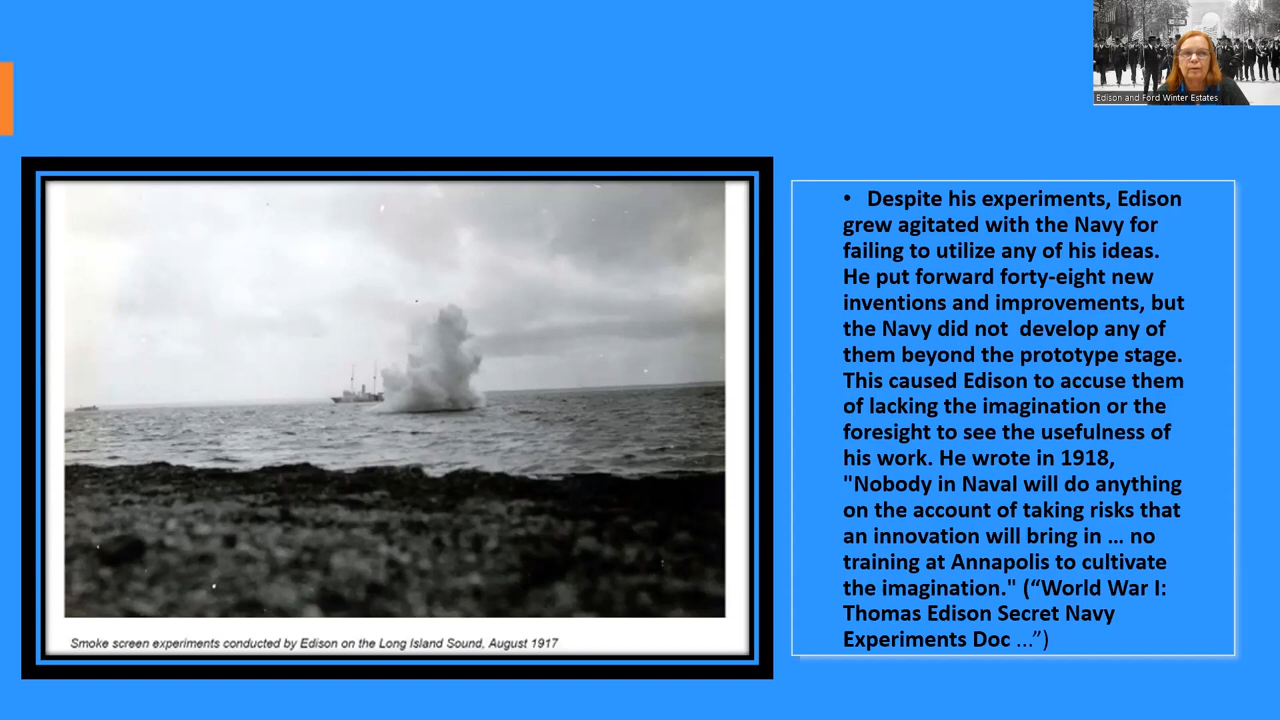 Edison and Ford Winter Estates
• Despite his experiments, Edison
grew agitated with the Navy for
failing to utilize any of his ideas.
He put forward forty-eight new
inventions and improvements, but
the Navy did not  develop any of
them beyond the prototype stage.
This caused Edison to accuse them
of lacking the imagination or the
foresight to see the usefulness of
his work. He wrote in 1918,
"Nobody in Naval will do anything
on the account of taking risks that
an innovation will bring in … no
training at Annapolis to cultivate
the imagination." (“World War I:
Thomas Edison Secret Navy
Experiments Doc ...”)
Smoke screen experiments conducted by Edison on the Long Island Sound, August 1917